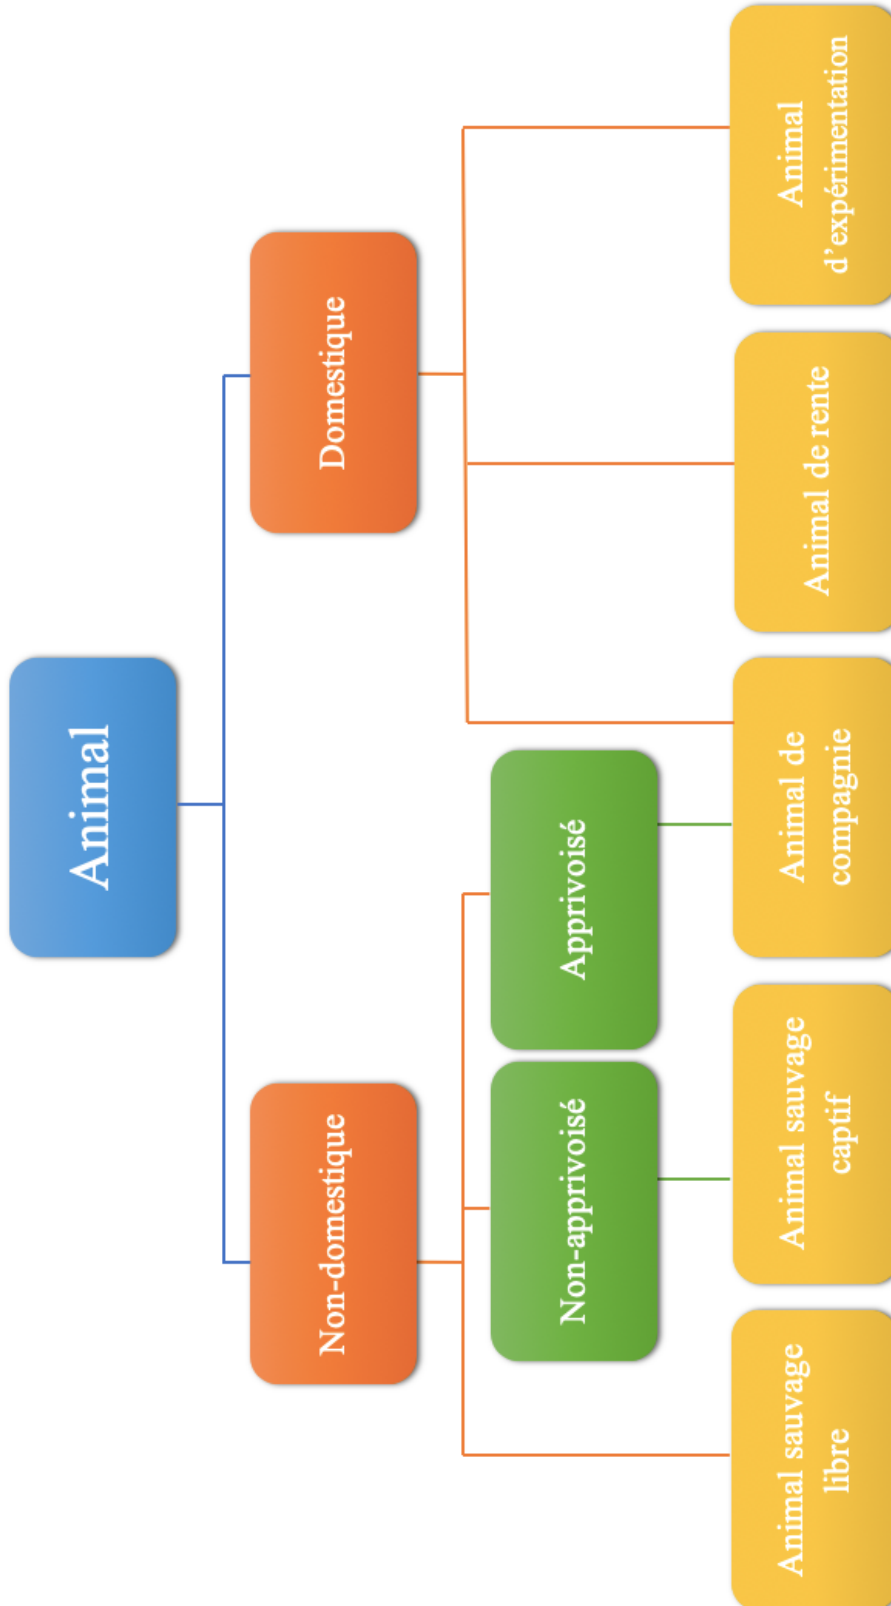 Animal
Non-domestique
Domestique
Non-apprivoisé
Apprivoisé
Animal sauvage
libre
Animal sauvage
captif
Animal de
compagnie
Animal de rente
Animal
d'expérimentation